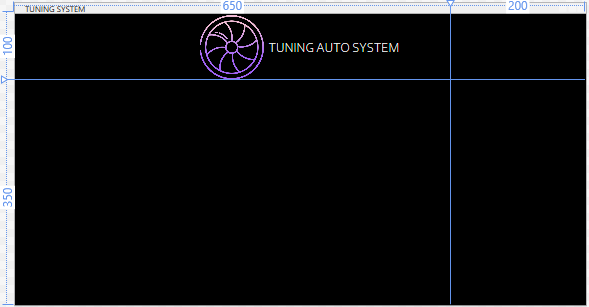 TUNING SYSTEM
650
200
100
TUNING AUTO SYSTEM
350